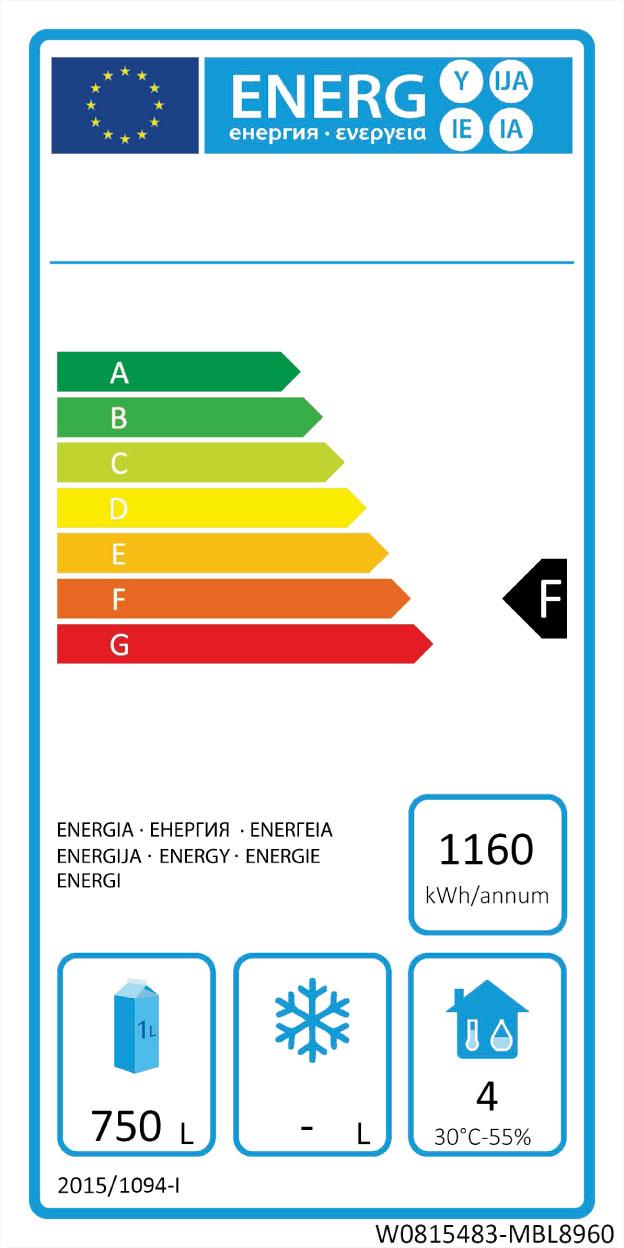 ENERG Y IJA
енергия · ενεργεια IE IA
A
B
C
D
E
F F
G
ENERGIA · ЕНЕРГИЯ · ΕΝΕΡΓΕΙΑ
ENERGIJA · ENERGY · ENERGIE
ENERGI
1160
kWh/annum
1L
750 L
- L
4
30°C-55%
2015/1094-I
W0815483-MBL8960